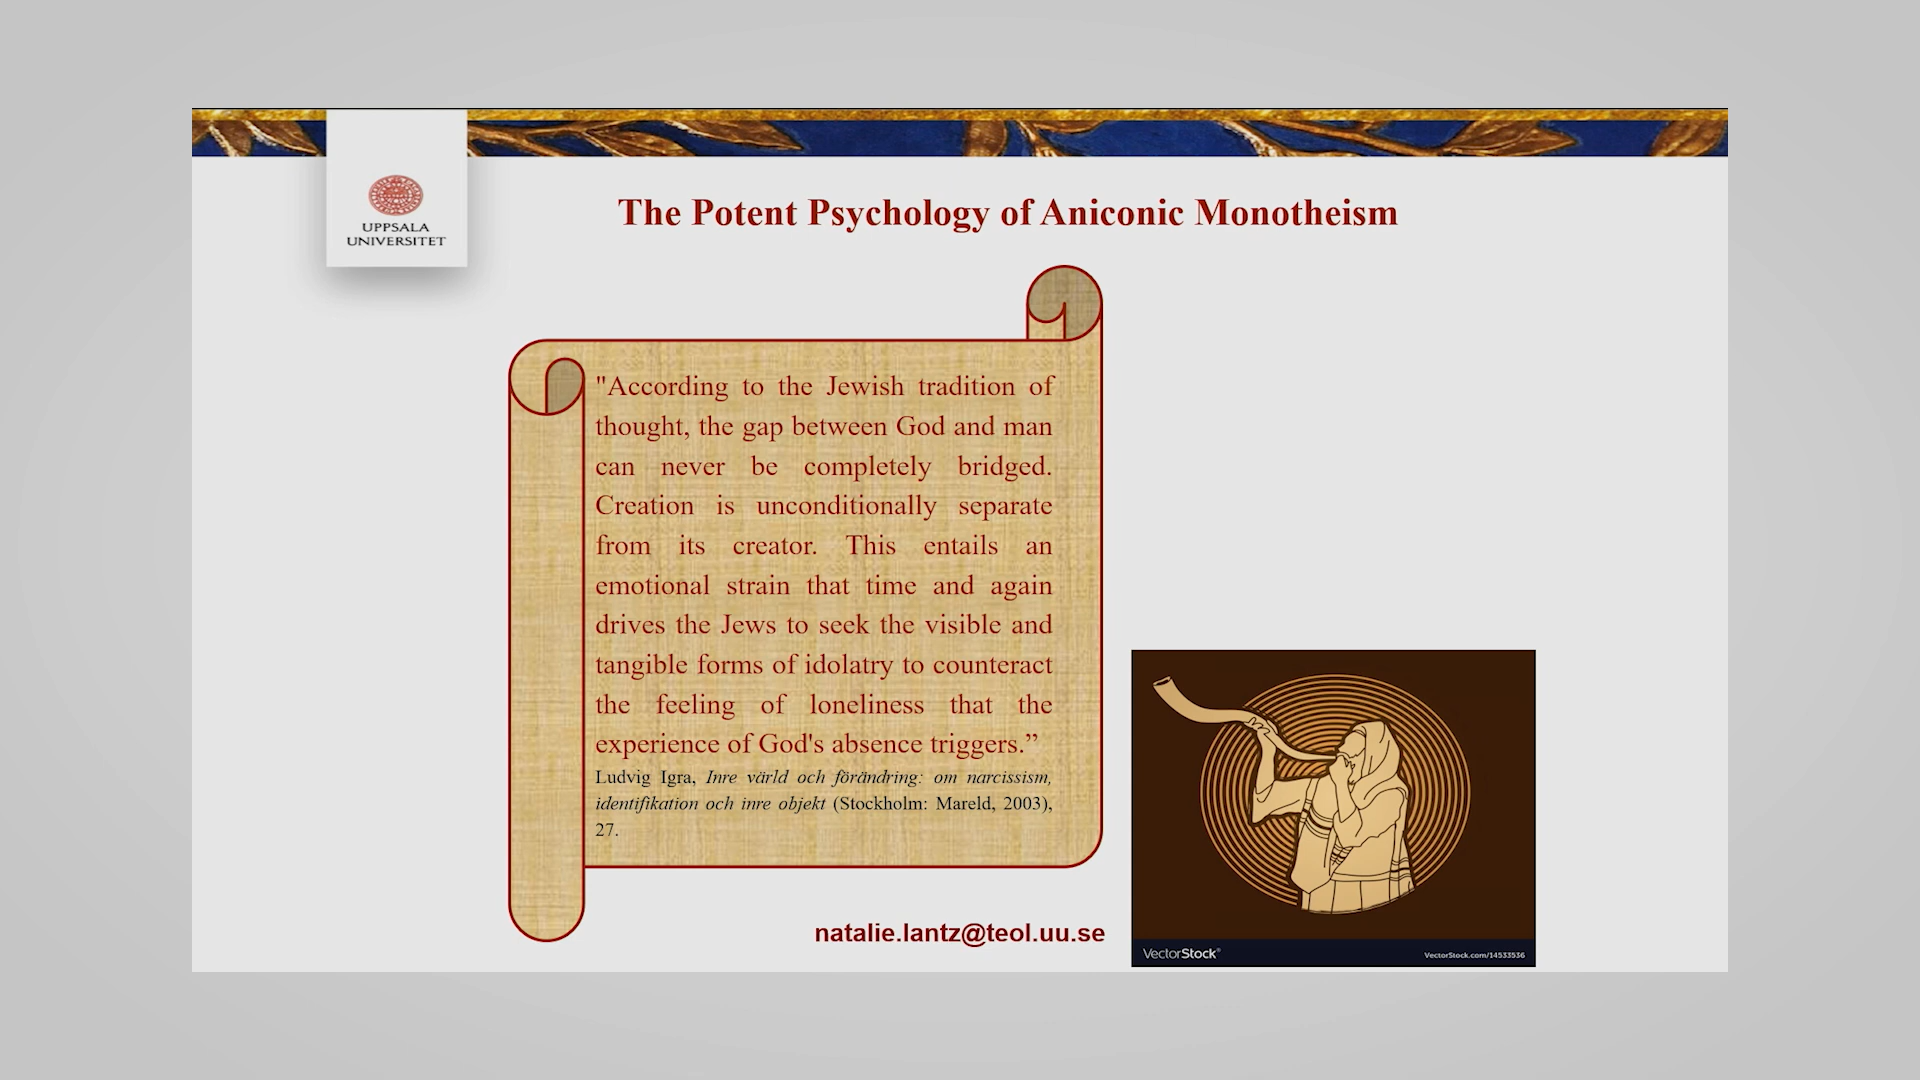 UPPSALA
UNIVERSITET
The Potent Psychology of Aniconic Monotheism
"According to the Jewish tradition of
thought, the gap between God and man
can never be completely bridged.
Creation is unconditionally separate
from its creator. This entails an
emotional strain that time and again
drives the Jews to seek the visible and
tangible forms of idolatry to counteract
the feeling of loneliness that the
experience of God's absence triggers.”
Ludvig Igra, Inre värld och förändring: om narcissism,
identifikation och inre objekt (Stockholm: Mareld, 2003),
27.
natalie.lantz@teol.uu.se
VectorStock®
VectorStock.com/14533536